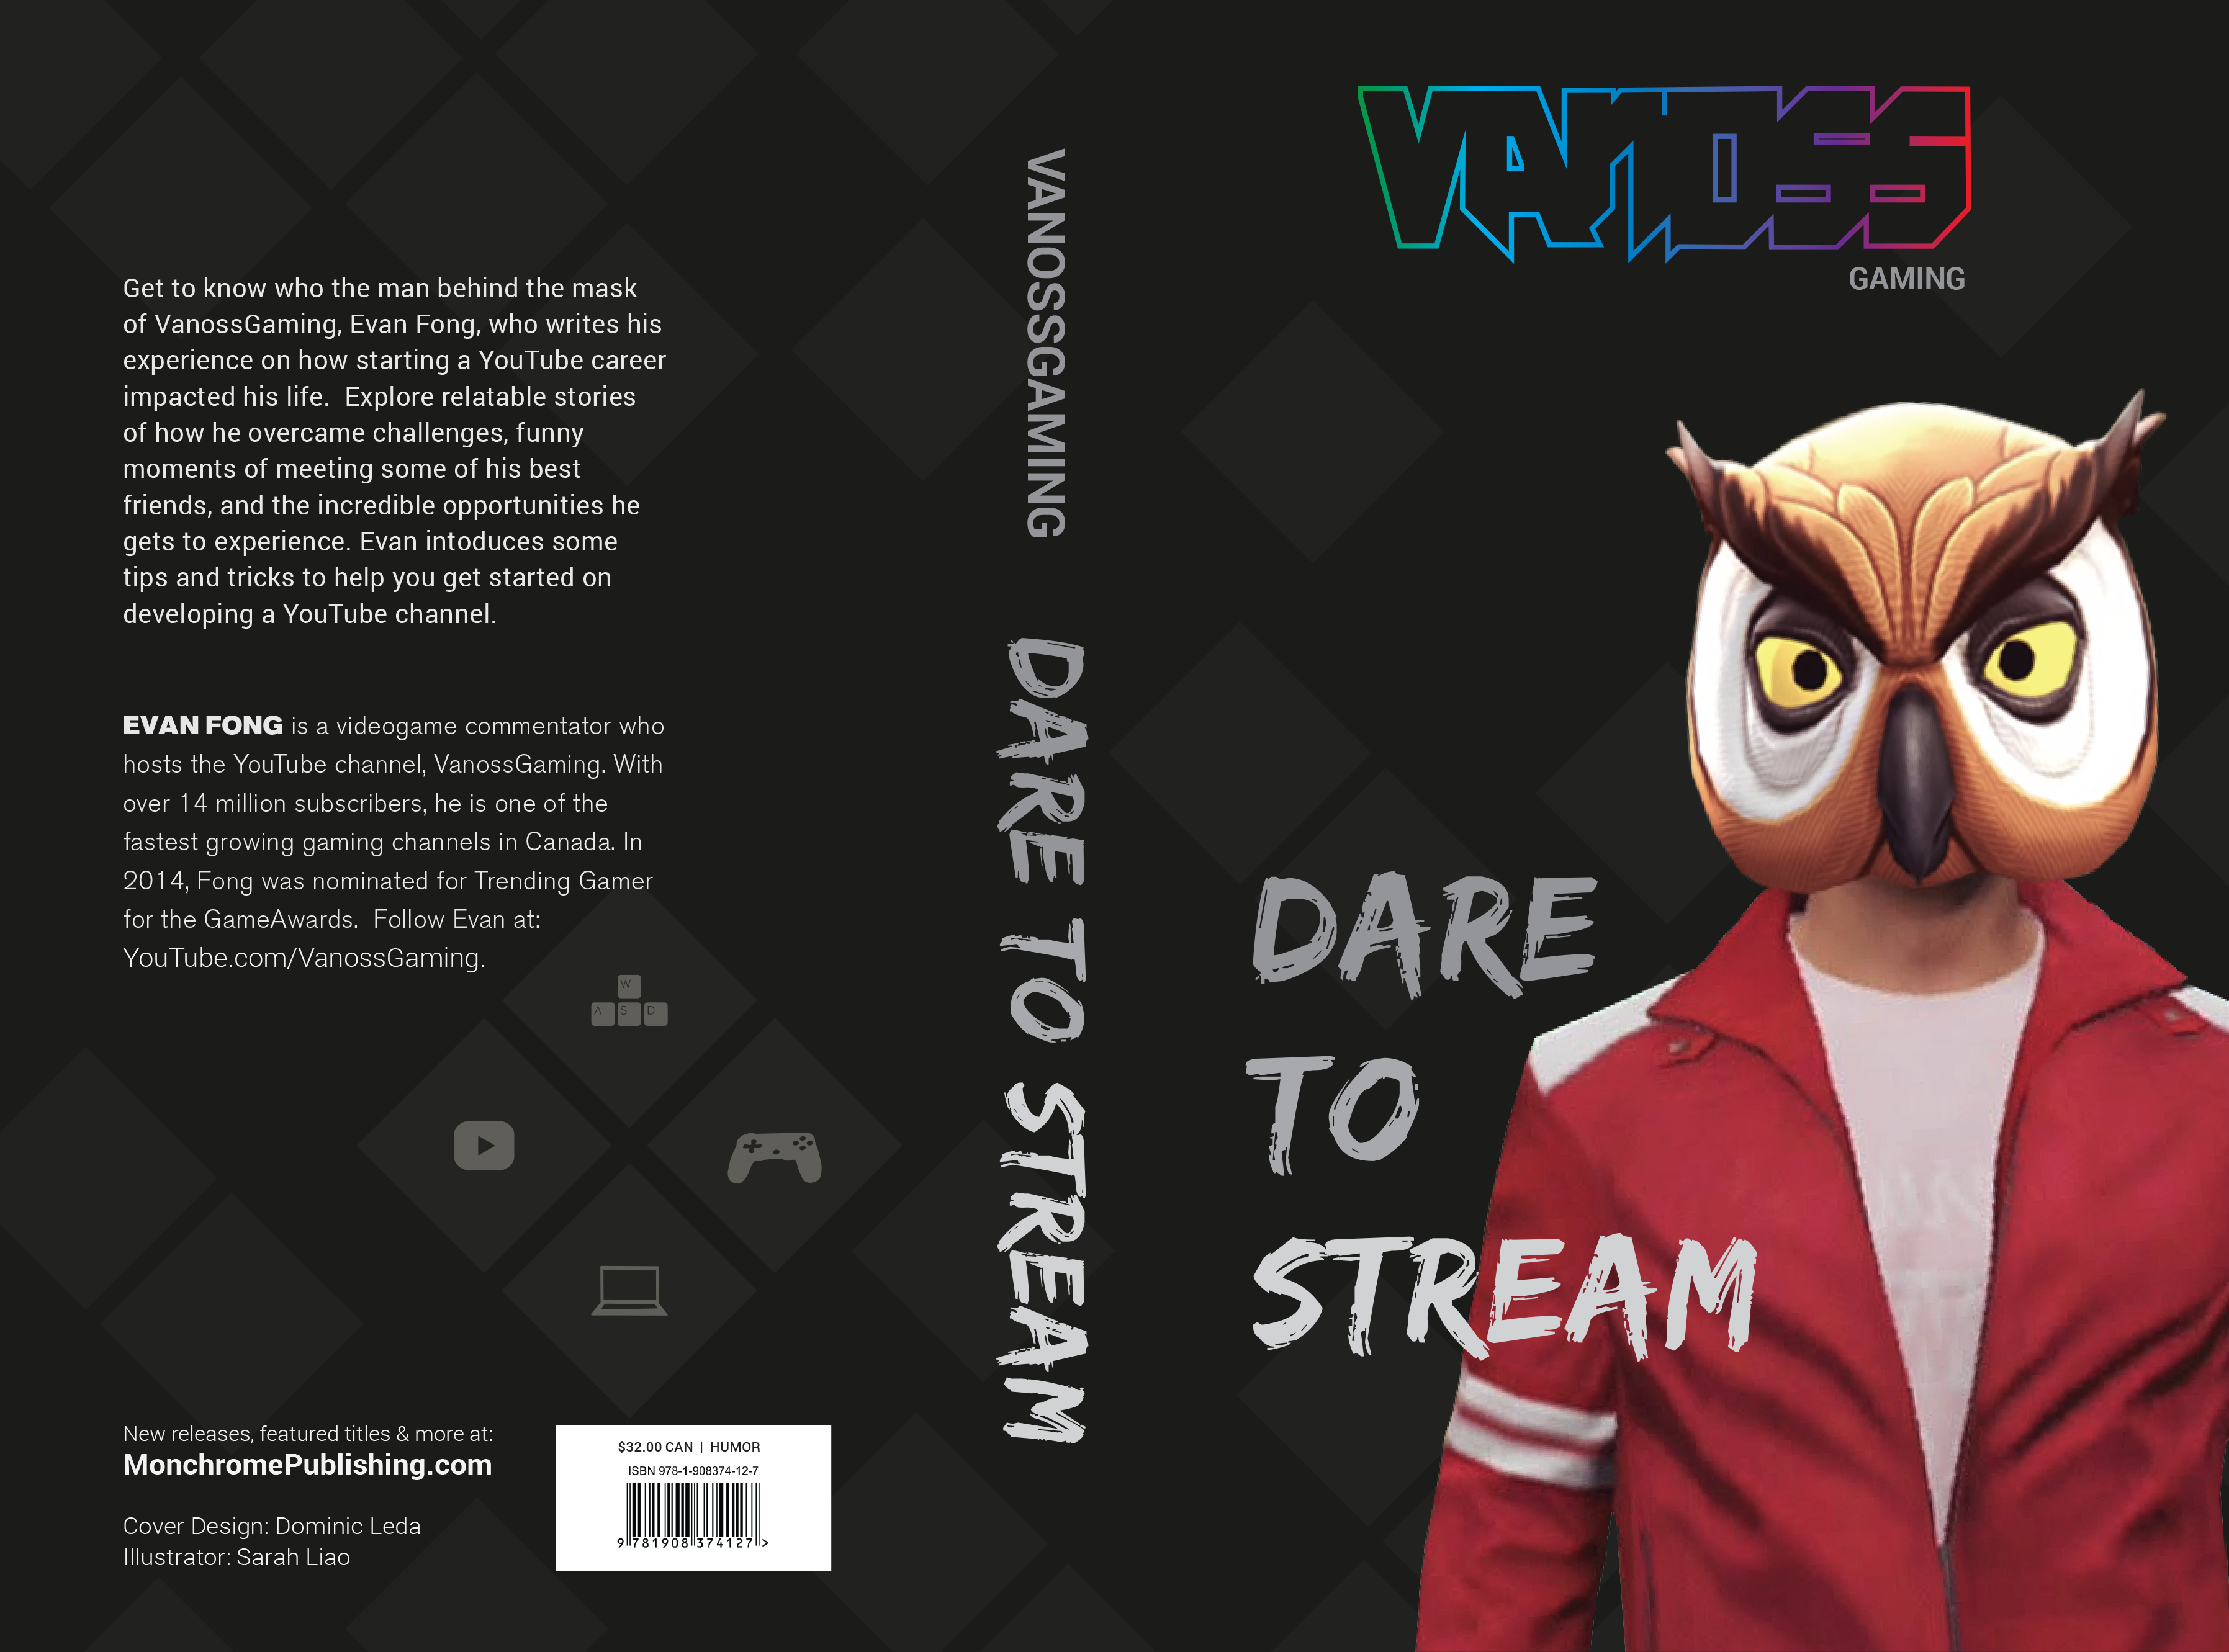 Get to know who the man behind the mask
of VanossGaming, Evan Fong, who writes his
experience on how starting a YouTube career
impacted his life.  Explore relatable stories
of how he overcame challenges, funny
moments of meeting some of his best
friends, and the incredible opportunities he
gets to experience. Evan intoduces some
tips and tricks to help you get started on
developing a YouTube channel.
EVAN FONG is a videogame commentator who
hosts the YouTube channel, VanossGaming. With
over 14 million subscribers, he is one of the
fastest growing gaming channels in Canada. In
2014, Fong was nominated for Trending Gamer
for the GameAwards.  Follow Evan at:
YouTube.com/VanossGaming.
W
A S D
New releases, featured titles & more at:
MonchromePublishing.com
Cover Design: Dominic Leda
Illustrator: Sarah Liao
$32.00 CAN | HUMOR
ISBN 978-1-908374-12-7
9 781908 374127 >
VANOSSGAMING
DARE TO STREAM
VANOSS
GAMING
DARE
TO
STREAM